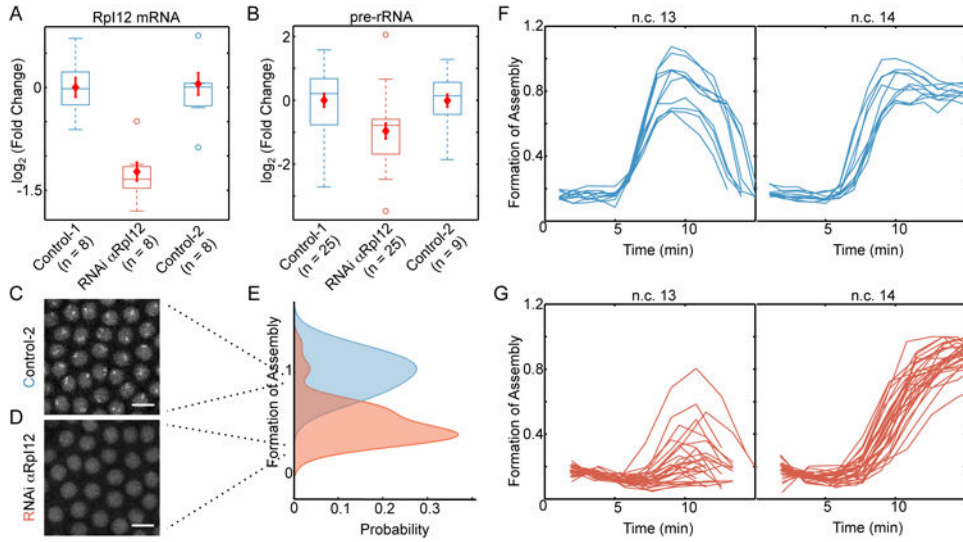 A
Rpl12 mRNA
log2 (Fold Change)
0
-1.5
Control-1
(n = 8)
RNAi αRpl12
(n = 8)
Control-2
(n = 8)
B
pre-rRNA
log2 (Fold Change)
2
0
-2
Control-1
(n = 25)
RNAi αRpl12
(n = 25)
Control-2
(n = 9)
C
Control-2
D
RNAi αRpl12
E
Formation of Assembly
1
0
0 0.1 0.2 0.3
Probability
F
n.c. 13
n.c. 14
Formation of Assembly
1.2
0.8
0.4
0 5 10
5 10
Time (min)
Time (min)
G
n.c. 13
n.c. 14
Formation of Assembly
1.2
0.8
0.4
0 5 10
5 10
Time (min)
Time (min)